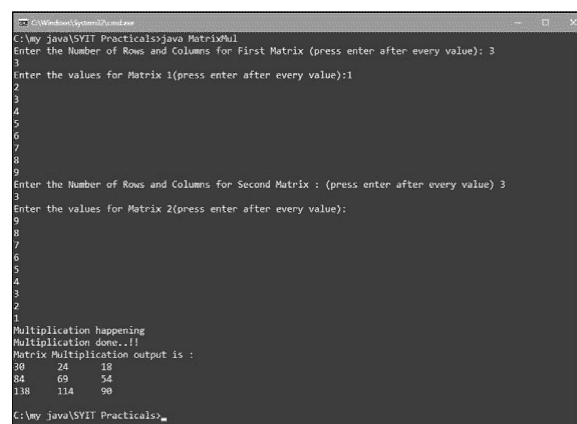 C:\Windows\System32\cmd.exe
C:\my java\SYIT Practicals>java MatrixMul
Enter the Number of Rows and Columns for First Matrix (press enter after every value): 3
3
Enter the values for Matrix 1(press enter after every value):1
2
3
4
5
6
7
8
9
Enter the Number of Rows and Columns for Second Matrix : (press enter after every value) 3
3
Enter the values for Matrix 2(press enter after every value):
9
8
7
6
5
4
3
2
1
Multiplication happening
Multiplication done..!!
Matrix Multiplication output is :
30 24 18
84 69 54
138 114 90
C:\my java\SYIT Practicals>